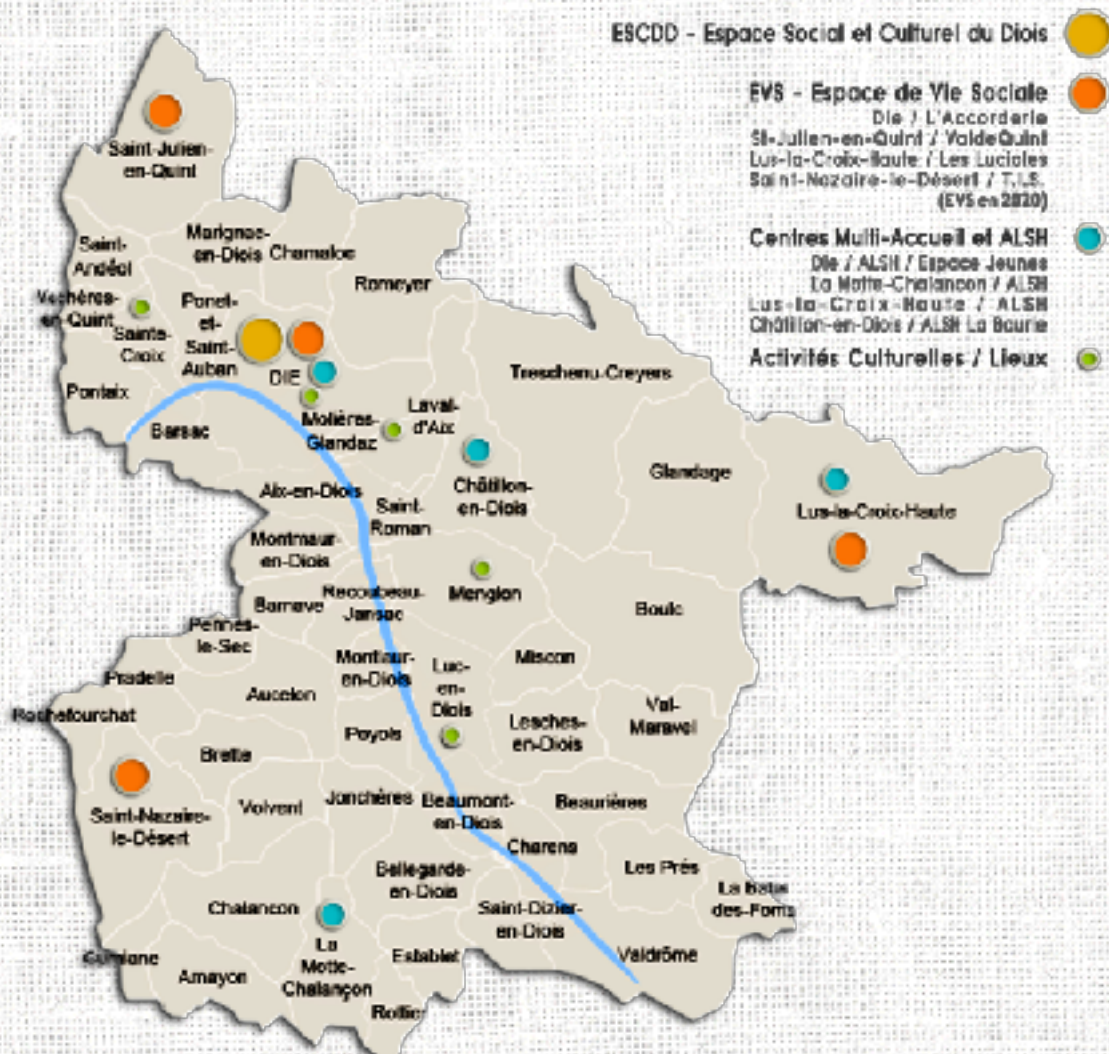 ESCDD - Espace Social et Culturel du Diois
EVS - Espace de Vie Sociale
Die / L'Accorderie
St-Julien-en-Quint / ValdeQuint
Lus-la-Croix-Haute / Les Lucioles
Saint-Nazaire-le-Désert / T.I.S.
(EVS en 2020)
Centres Multi-Accueil et ALSH
Die / ALSH / Espace Jeunes
La Motte-Chalancon / ALSH
Lus-la-Croix-Haute / ALSH
Châtillon-en-Diois / ALSH La Bourie
Activités Culturelles / Lieux
Saint-Julien-
en-Quint
Saint-
Andéol
Marignac-
en-Diois
Chamaloc
Romeyer
Vachères-
en-Quint
Sainte-
Croix
Ponet-
et-
Saint-
Auban
DIE
Pontaix
Barsac
Molières-
Glandaz
Laval-
d'Aix
Treschenu-Creyers
Glandage
Lus-la-Croix-Haute
Châtillon-
en-Diois
Aix-en-Diois
Saint-
Roman
Montmaur-
en-Diois
Menglon
Recoubeau-
Jansac
Barnave
Boulc
Pennes-
le-Sec
Montlaur-
en-Diois
Luc-
en-
Diois
Miscon
Pradelle
Aucelon
Rochefourchat
Val-
Maravel
Lesches-
en-Diois
Poyols
Brette
Saint-Nazaire-
le-Désert
Volvent
Jonchères
Beaumont-
en-Diois
Beaurières
Charens
Les Prés
La Batie
des-Fonts
Bellegarde-
en-Diois
Chalancon
Saint-Dizier-
en-Diois
La
Motte-
Chalançon
Establet
Valdrôme
Gumiane
Arnayon
Rottier